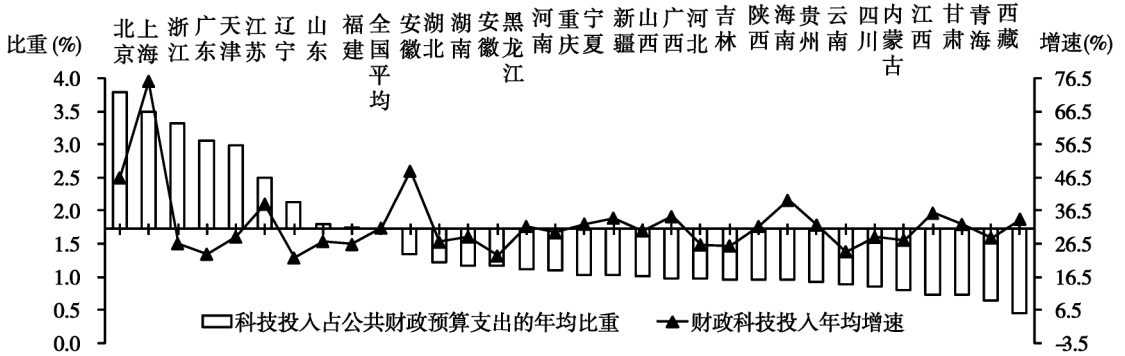 比重(%)
北京
上海
浙江
广东
天津
江苏
辽宁
山东
福建
全国平均
安徽
湖北
湖南
安徽
黑龙江
河南
重庆
宁夏
新疆
山西
广西
河北
吉林
陕西
海南
贵州
云南
四川
内蒙古
江西
甘肃
青海
西藏
增速(%)
4.0
3.5
3.0
2.5
2.0
1.5
1.0
0.5
0.0
76.5
66.5
56.5
46.5
36.5
26.5
16.5
6.5
-3.5
科技投入占公共财政预算支出的年均比重
财政科技投入年均增速